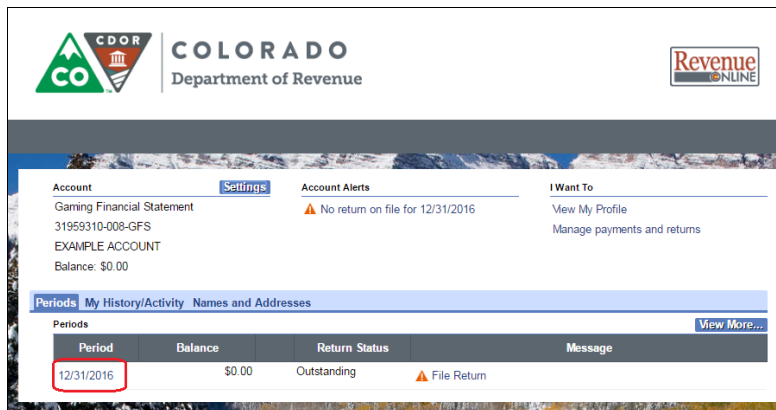 CDOR
CO
COLORADO
Department of Revenue
Revenue
ONLINE
Account
Settings
Gaming Financial Statement
31959310-008-GFS
EXAMPLE ACCOUNT
Balance: $0.00
Account Alerts
No return on file for 12/31/2016
I Want To
View My Profile
Manage payments and returns
Periods My History/Activity Names and Addresses
Periods
View More...
Period Balance Return Status Message
12/31/2016 $0.00 Outstanding File Return